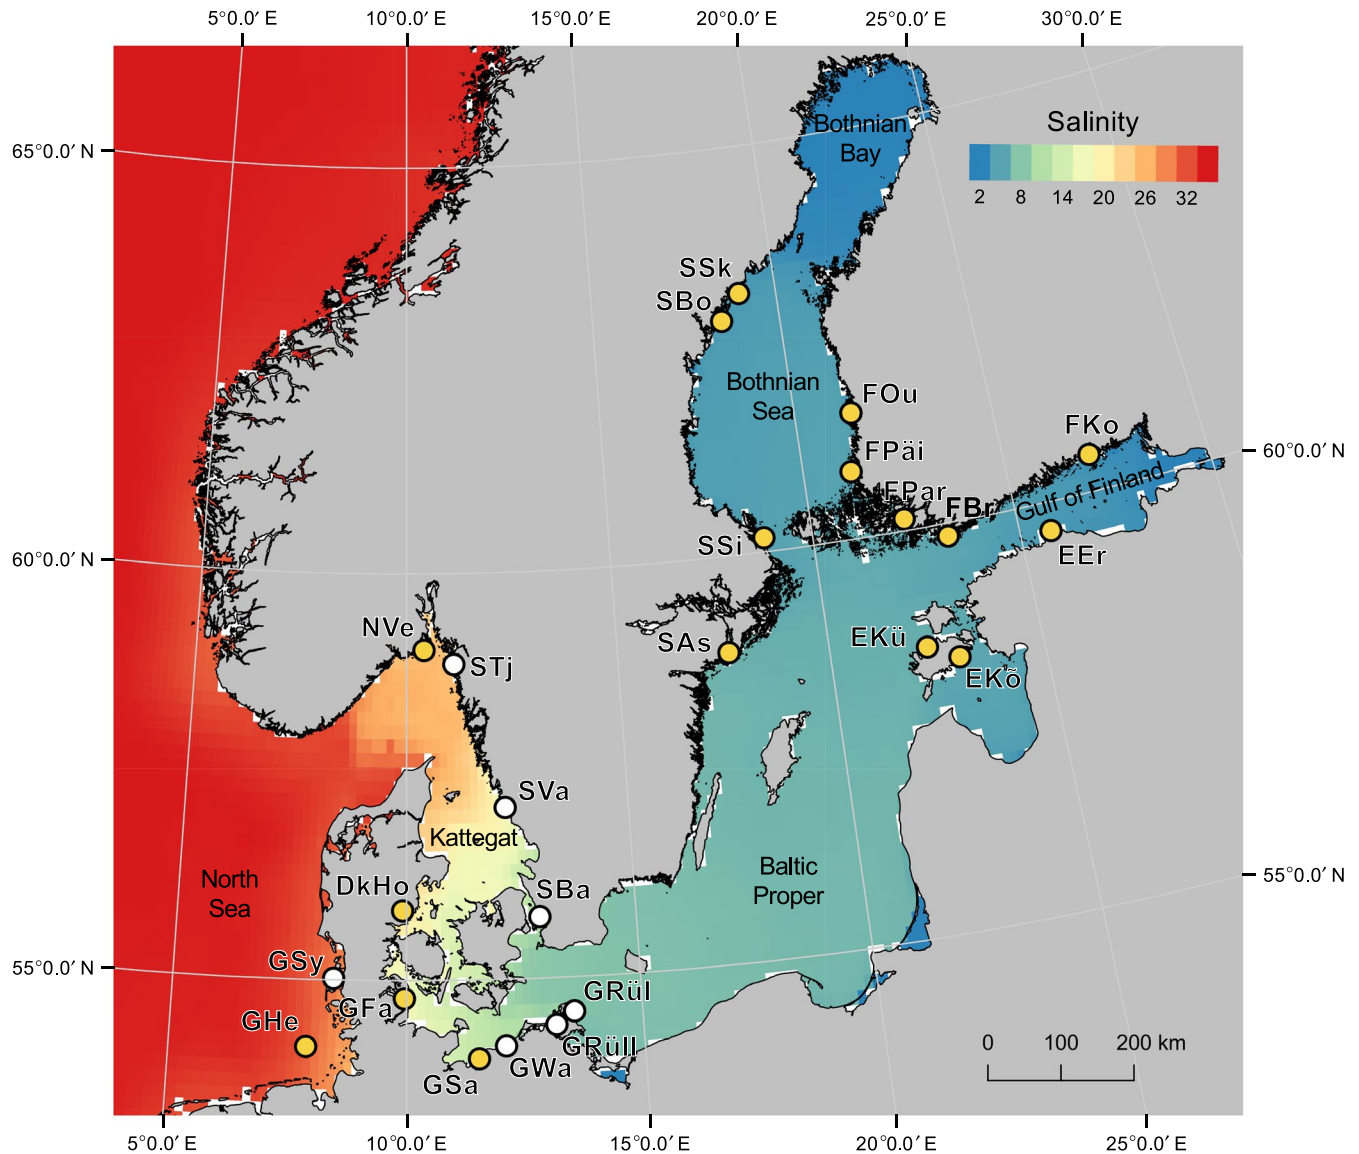 5°0.0′ E
10°0.0′ E
15°0.0′ E
20°0.0′ E
25°0.0′ E
30°0.0′ E
65°0.0′ N
60°0.0′ N
55°0.0′ N
60°0.0′ N
55°0.0′ N
Salinity
2 8 14 20 26 32
Bothnian
Bay
SSk
SBo
Bothnian
Sea
FOu
FPäi
FPar
FBr
FKo
Gulf of Finland
EEr
SSi
SAs
EKü
EKõ
NVe
STj
SVa
Kattegat
North
Sea
DkHo
SBa
Baltic
Proper
GSy
GFa
GHe
GRüI
GRüII
GWa
GSa
0 100 200 km
5°0.0′ E
10°0.0′ E
15°0.0′ E
20°0.0′ E
25°0.0′ E